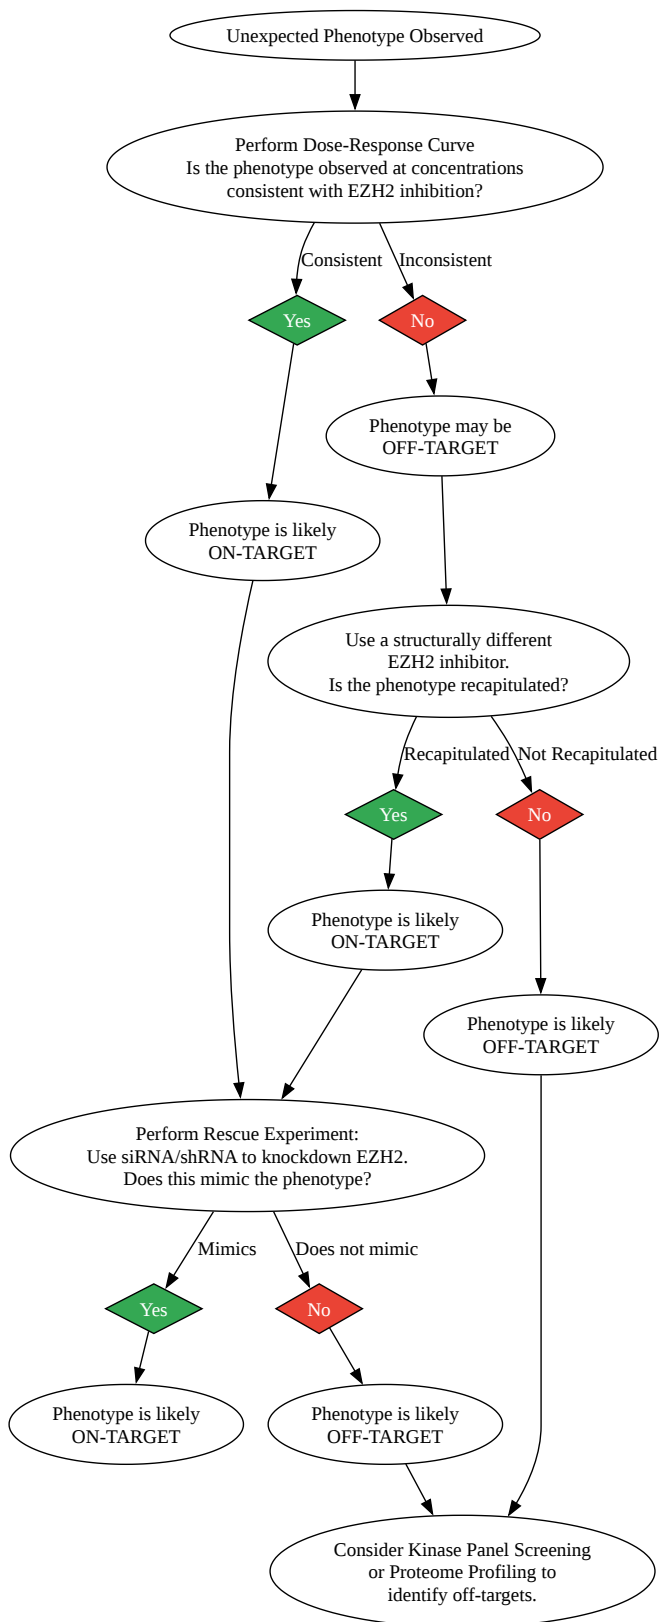 Unexpected Phenotype Observed
Perform Dose-Response Curve
Is the phenotype observed at concentrations
consistent with EZH2 inhibition?
Consistent
Inconsistent
Yes
No
Phenotype may be
OFF-TARGET
Phenotype is likely
ON-TARGET
Use a structurally different
EZH2 inhibitor.
Is the phenotype recapitulated?
Recapitulated
Not Recapitulated
Yes
No
Phenotype is likely
ON-TARGET
Phenotype is likely
OFF-TARGET
Perform Rescue Experiment:
Use siRNA/shRNA to knockdown EZH2.
Does this mimic the phenotype?
Mimics
Does not mimic
Yes
No
Phenotype is likely
ON-TARGET
Phenotype is likely
OFF-TARGET
Consider Kinase Panel Screening
or Proteome Profiling to
identify off-targets.